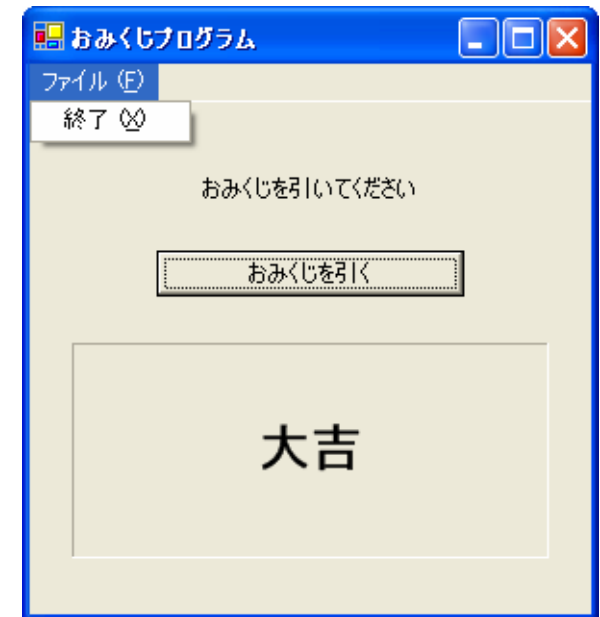 おみくじプログラム
ファイル (F)
終了 (X)
おみくじを引いてください
おみくじを引く
大吉